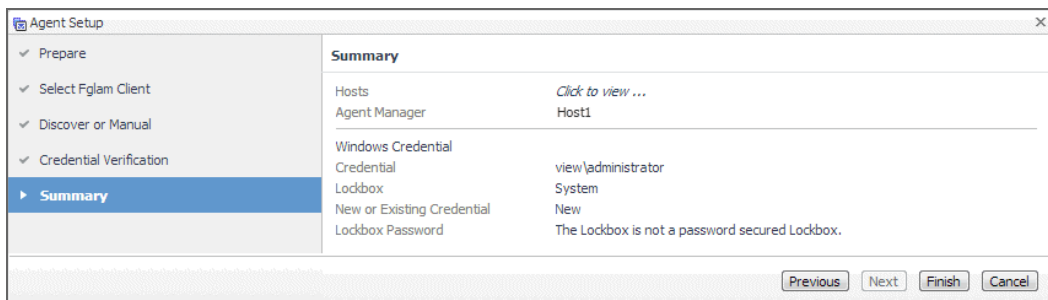 Agent Setup
Prepare
Select Fglam Client
Discover or Manual
Credential Verification
Summary
Summary
Hosts Click to view ...
Agent Manager Host1
Windows Credential
Credential view\administrator
Lockbox System
New or Existing Credential New
Lockbox Password The Lockbox is not a password secured Lockbox.
Previous Next Finish Cancel